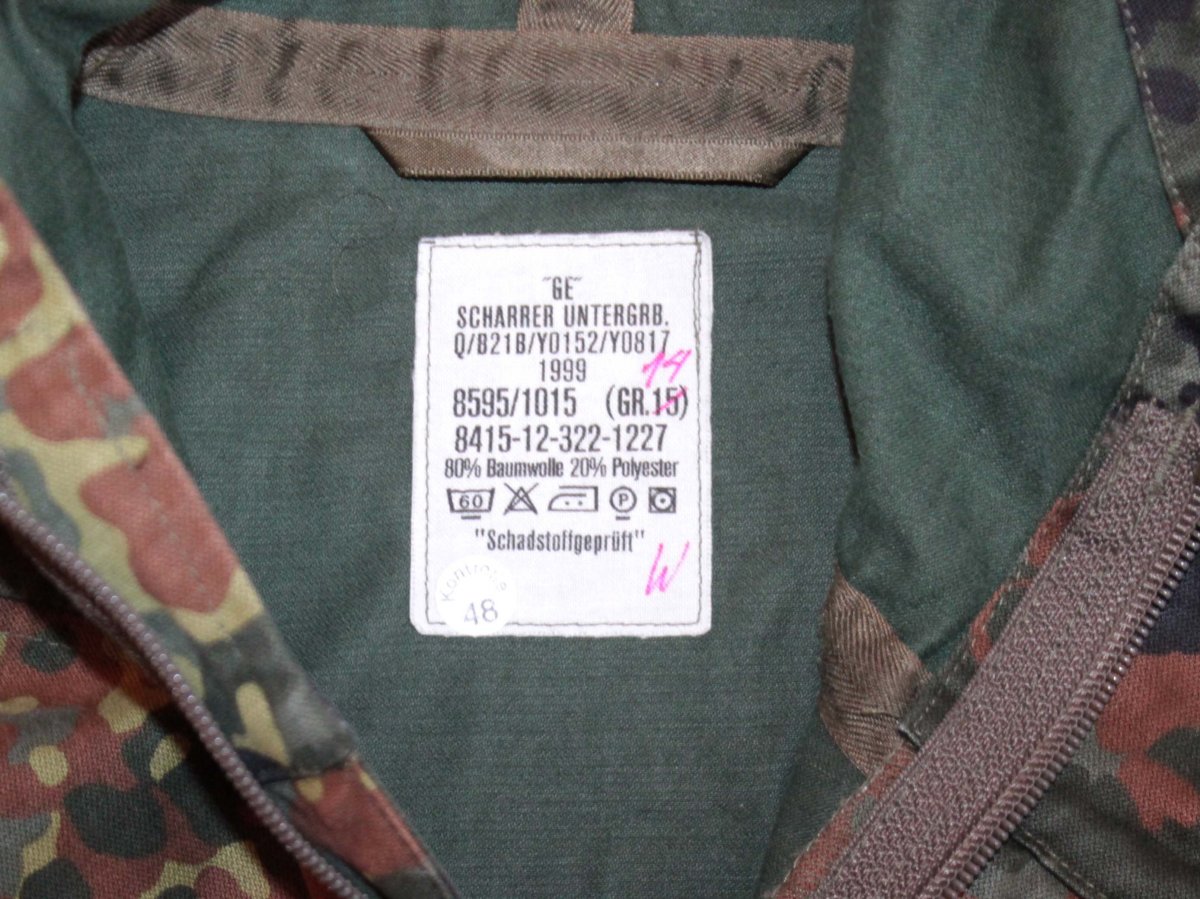 "GE"
SCHARRER UNTERGRB.
Q/B21B/Y0152/Y0817
1999
14
8595/1015 (GR.15)
8415-12-322-1227
80% Baumwolle 20% Polyester
60 P
"Schadstoffgeprüft"
W
Kontrolle
48